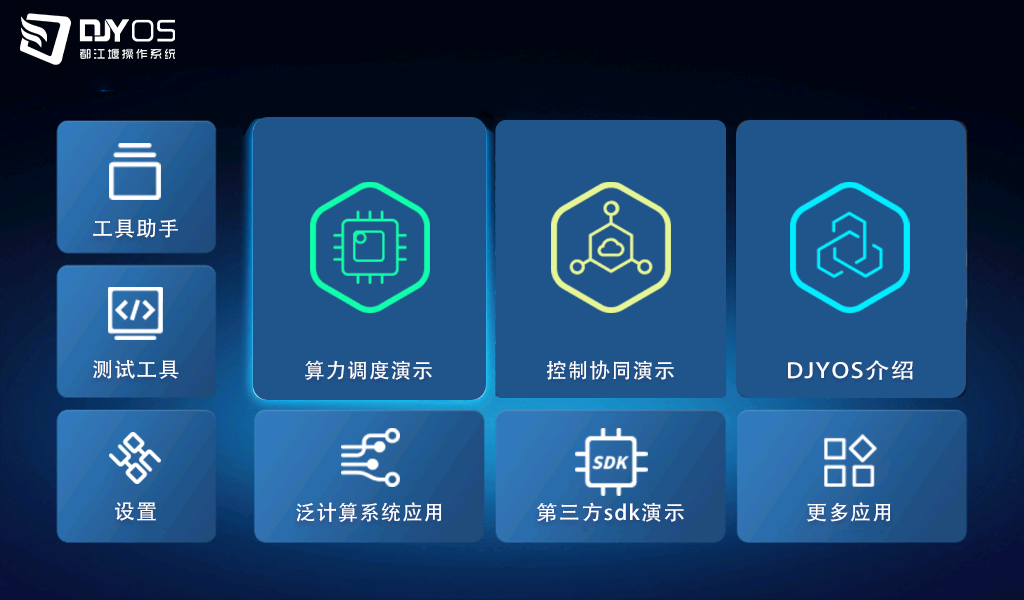 DJYOS
都江堰操作系统
工具助手
算力调度演示
控制协同演示
DJYOS介绍
测试工具
设置
泛计算系统应用
SDK
第三方sdk演示
更多应用